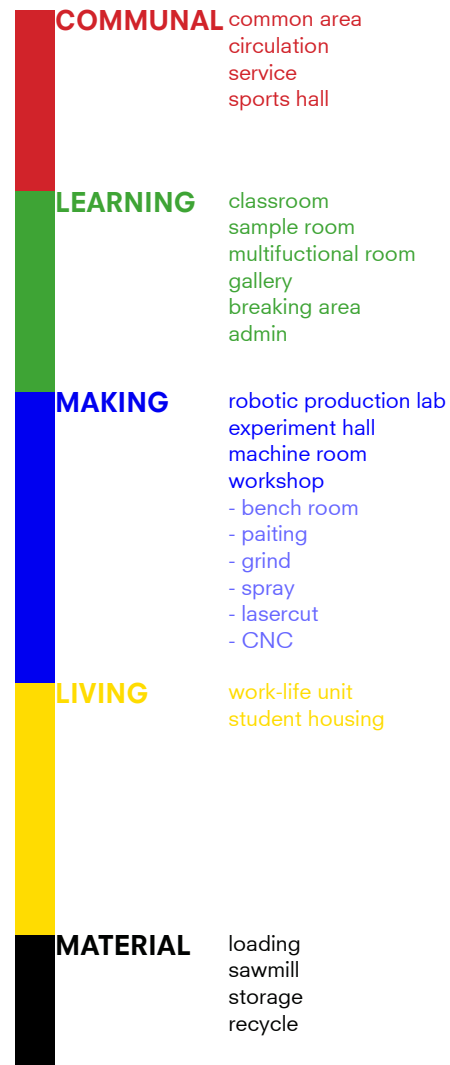 COMMUNAL common area
circulation
service
sports hall
LEARNING classroom
sample room
multifuctional room
gallery
breaking area
admin
MAKING robotic production lab
experiment hall
machine room
workshop
- bench room
- paiting
- grind
- spray
- lasercut
- CNC
LIVING work-life unit
student housing
MATERIAL loading
sawmill
storage
recycle